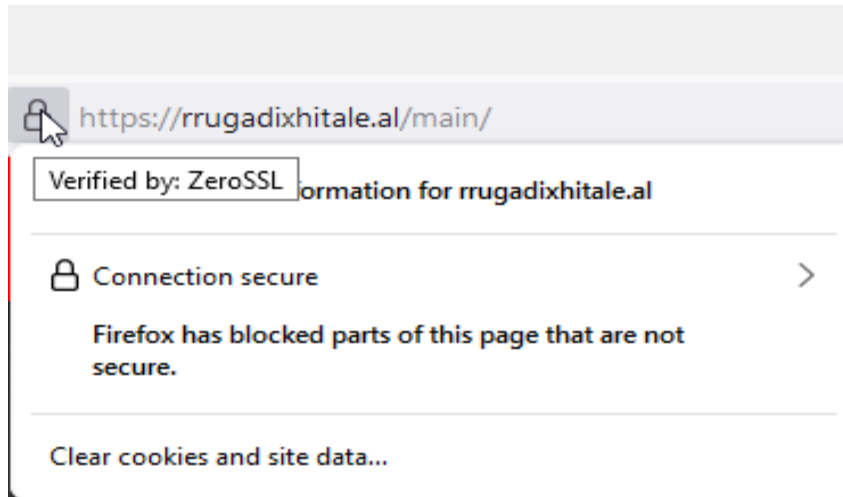 https://rrugadixhitale.al/main/
Verified by: ZeroSSL
ormation for rrugadixhitale.al
Connection secure
Firefox has blocked parts of this page that are not
secure.
Clear cookies and site data...